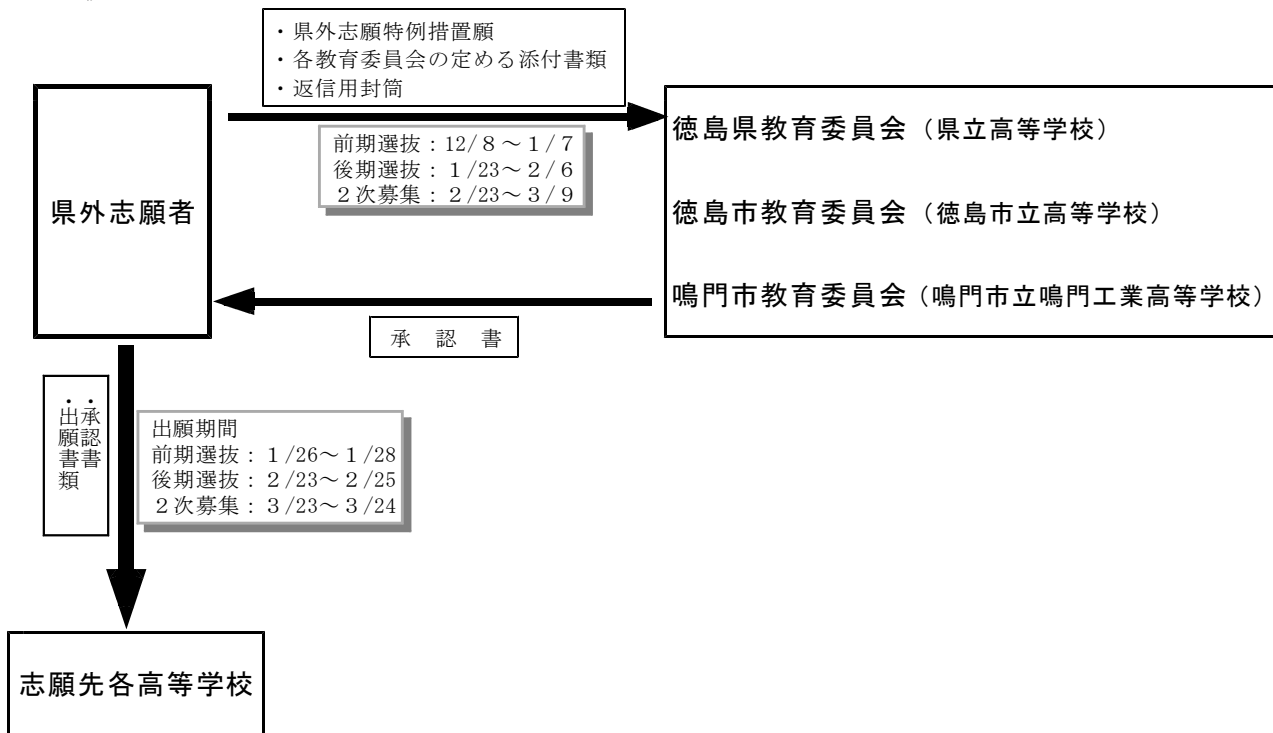 ・県外志願特例措置願
・各教育委員会の定める添付書類
・返信用封筒
前期選抜：12/8～1/7
後期選抜：1/23～2/6
２次募集：2/23～3/9
県外志願者
徳島県教育委員会（県立高等学校）
徳島市教育委員会（徳島市立高等学校）
鳴門市教育委員会（鳴門市立鳴門工業高等学校）
承　認　書
・承認書
・出願書類
出願期間
前期選抜：1/26～1/28
後期選抜：2/23～2/25
２次募集：3/23～3/24
志願先各高等学校